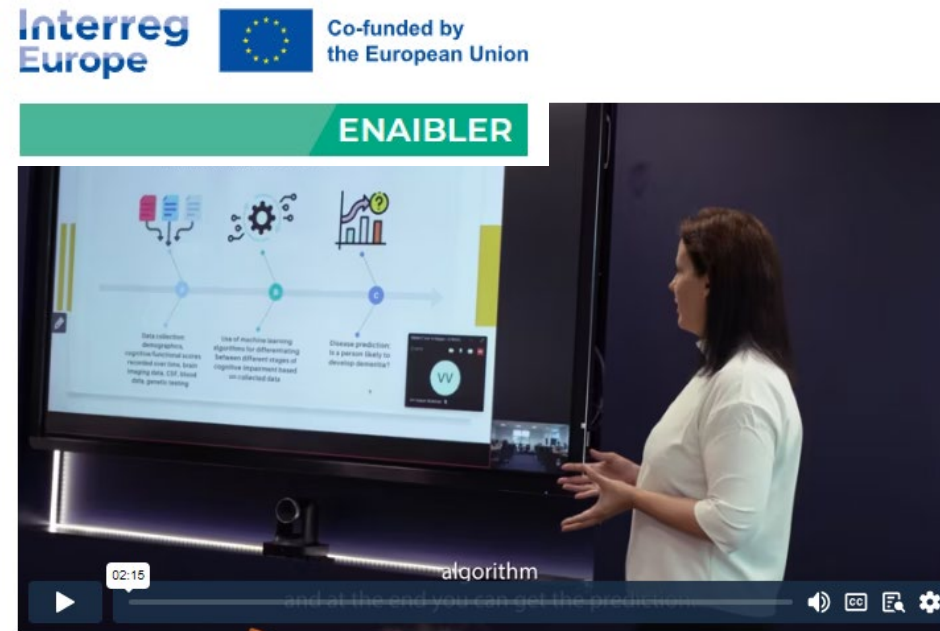 Interreg
Europe
Co-funded by
the European Union
ENAIBLER
A
B
C
Data collection:
demographics,
cognitive-functional scores
recorded over time, brain
imaging data, CSF, blood
data, genetic testing
Use of machine learning
algorithms for differentiating
between different stages of
cognitive impairment based
on collected data
Disease prediction:
is a person likely to
develop dementia?
VV
algorithm
and at the end you can get the prediction
02:15
CC